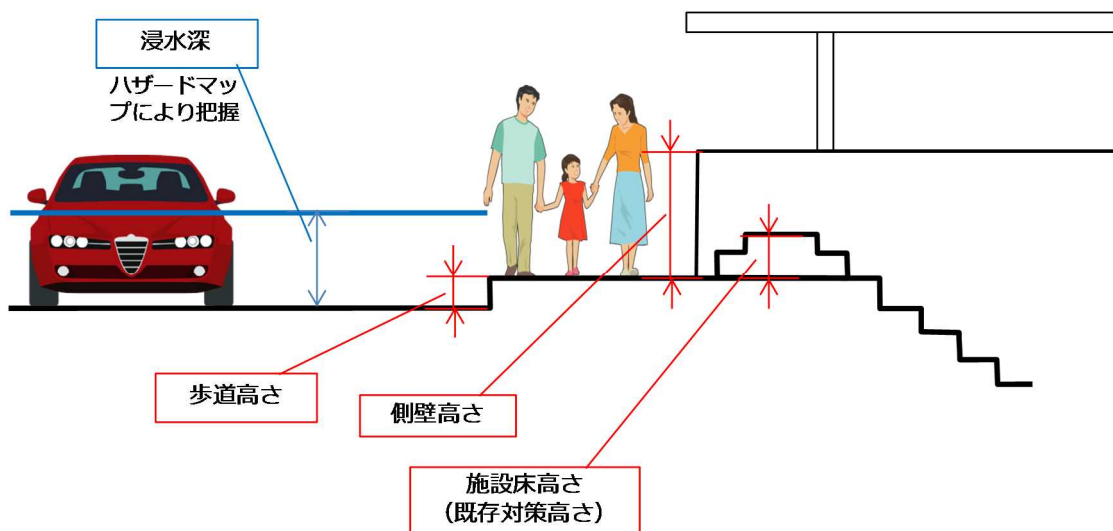 浸水深
ハザードマッ
プにより把握
歩道高さ
側壁高さ
施設床高さ
（既存対策高さ）